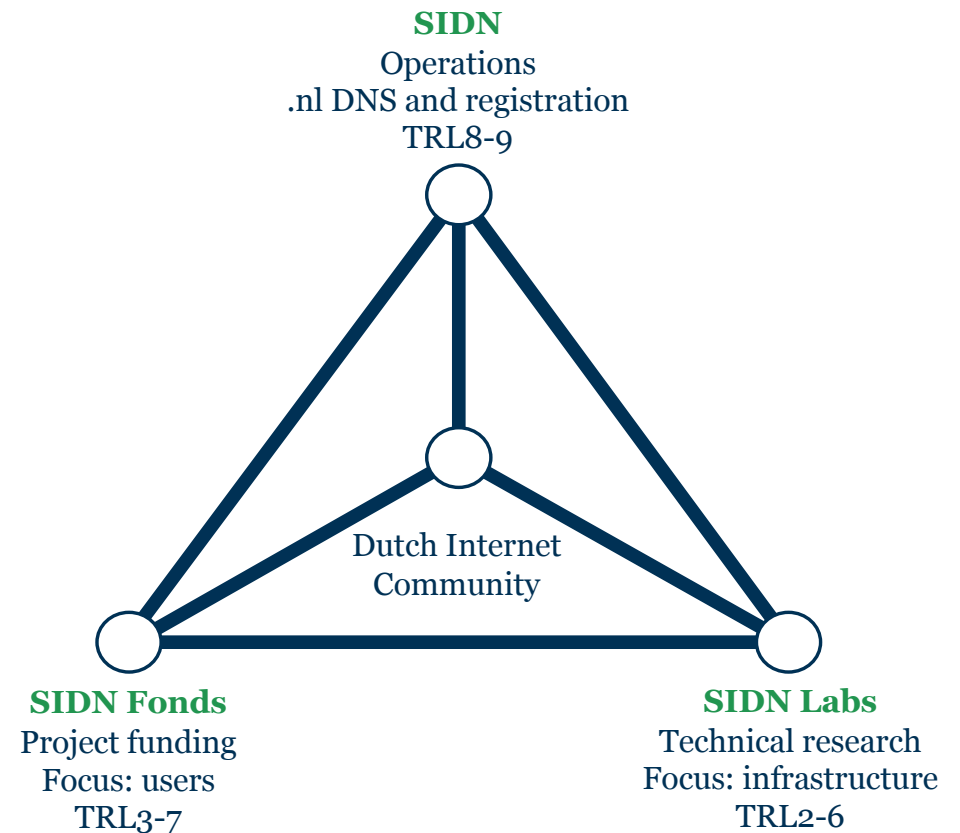 SIDN
Operations
.nl DNS and registration
TRL8-9
Dutch Internet
Community
SIDN Fonds
Project funding
Focus: users
TRL3-7
SIDN Labs
Technical research
Focus: infrastructure
TRL2-6